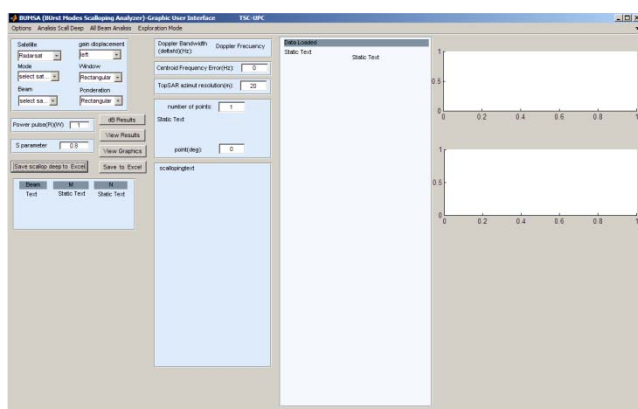 BUMSA (BUrst Modes Scalloping Analyzer)-Graphic User Interface TSC-UPC
Options Analisis Scall Deep All Beam Analisis Exploration Mode
Satellite gain displacement
Radarsat left
Mode Window
select sat... Rectangular
Beam Ponderation
select sa... Rectangular
Power pulse(Pi)(W) 1 dB Results
View Results
S parameter 0.8 View Graphics
Save scallop deep to Excel Save to Excel
Beam M N
Text Static Text Static Text
Doppler Bandwidth Doppler Frecuency
(deltafd)(Hz):
Centroid Frequency Error(Hz): 0
TopSAR azimut resolution(m): 20
number of points: 1
Static Text
point(deg): 0
scallopingtext
Data Loaded
Static Text
Static Text
1
0.5
0
0 0.2 0.4 0.6 0.8 1
1
0.5
0
0 0.2 0.4 0.6 0.8 1